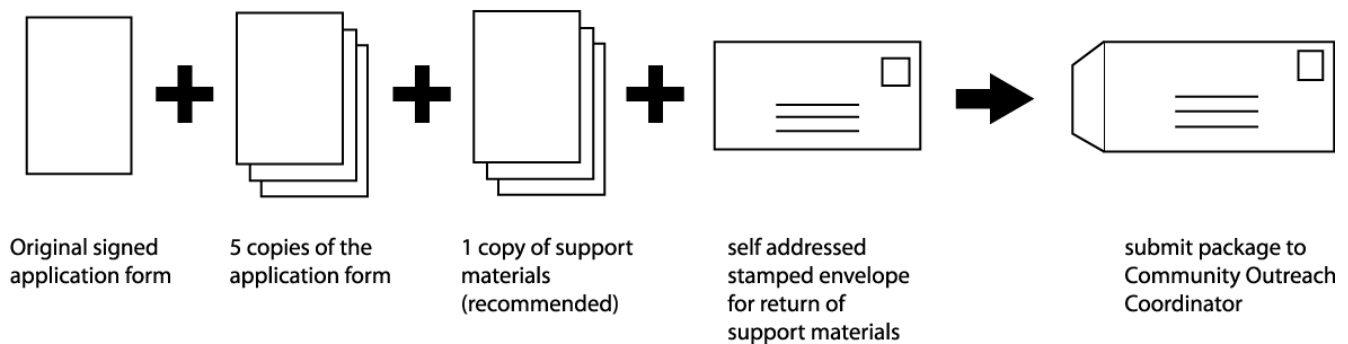 Original signed
application form
5 copies of the
application form
1 copy of support
materials
(recommended)
self addressed
stamped envelope
for return of
support materials
submit package to
Community Outreach
Coordinator